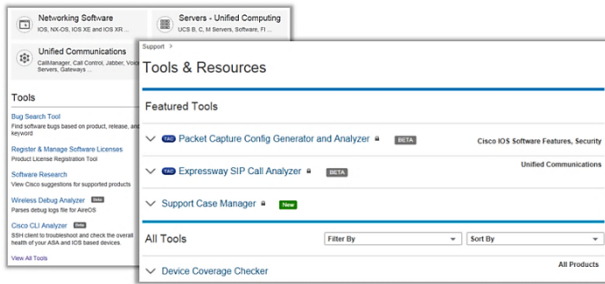 Networking Software
IOS, NX-OS, IOS XE and IOS XR ...
Servers - Unified Computing
UCS B, C, M Servers, Software, FI ...
Unified Communications
CallManager, Call Control, Jabber,
Servers, Gateways ...
Tools
Bug Search Tool
Find software bugs based on product, release, and
keyword
Register & Manage Software Licenses
Product License Registration Tool
Software Research
View Cisco suggestions for supported products
Wireless Debug Analyzer Beta
Parses debug logs file for AireOS
Cisco CLI Analyzer Beta
SSH client to troubleshoot and check the overall
health of your ASA and IOS based devices.
View All Tools
Support >
Tools & Resources
Featured Tools
TAC Packet Capture Config Generator and Analyzer BETA
Cisco IOS Software Features, Security
TAC Expressway SIP Call Analyzer BETA
Unified Communications
Support Case Manager New
All Tools
Filter By
Sort By
Device Coverage Checker
All Products